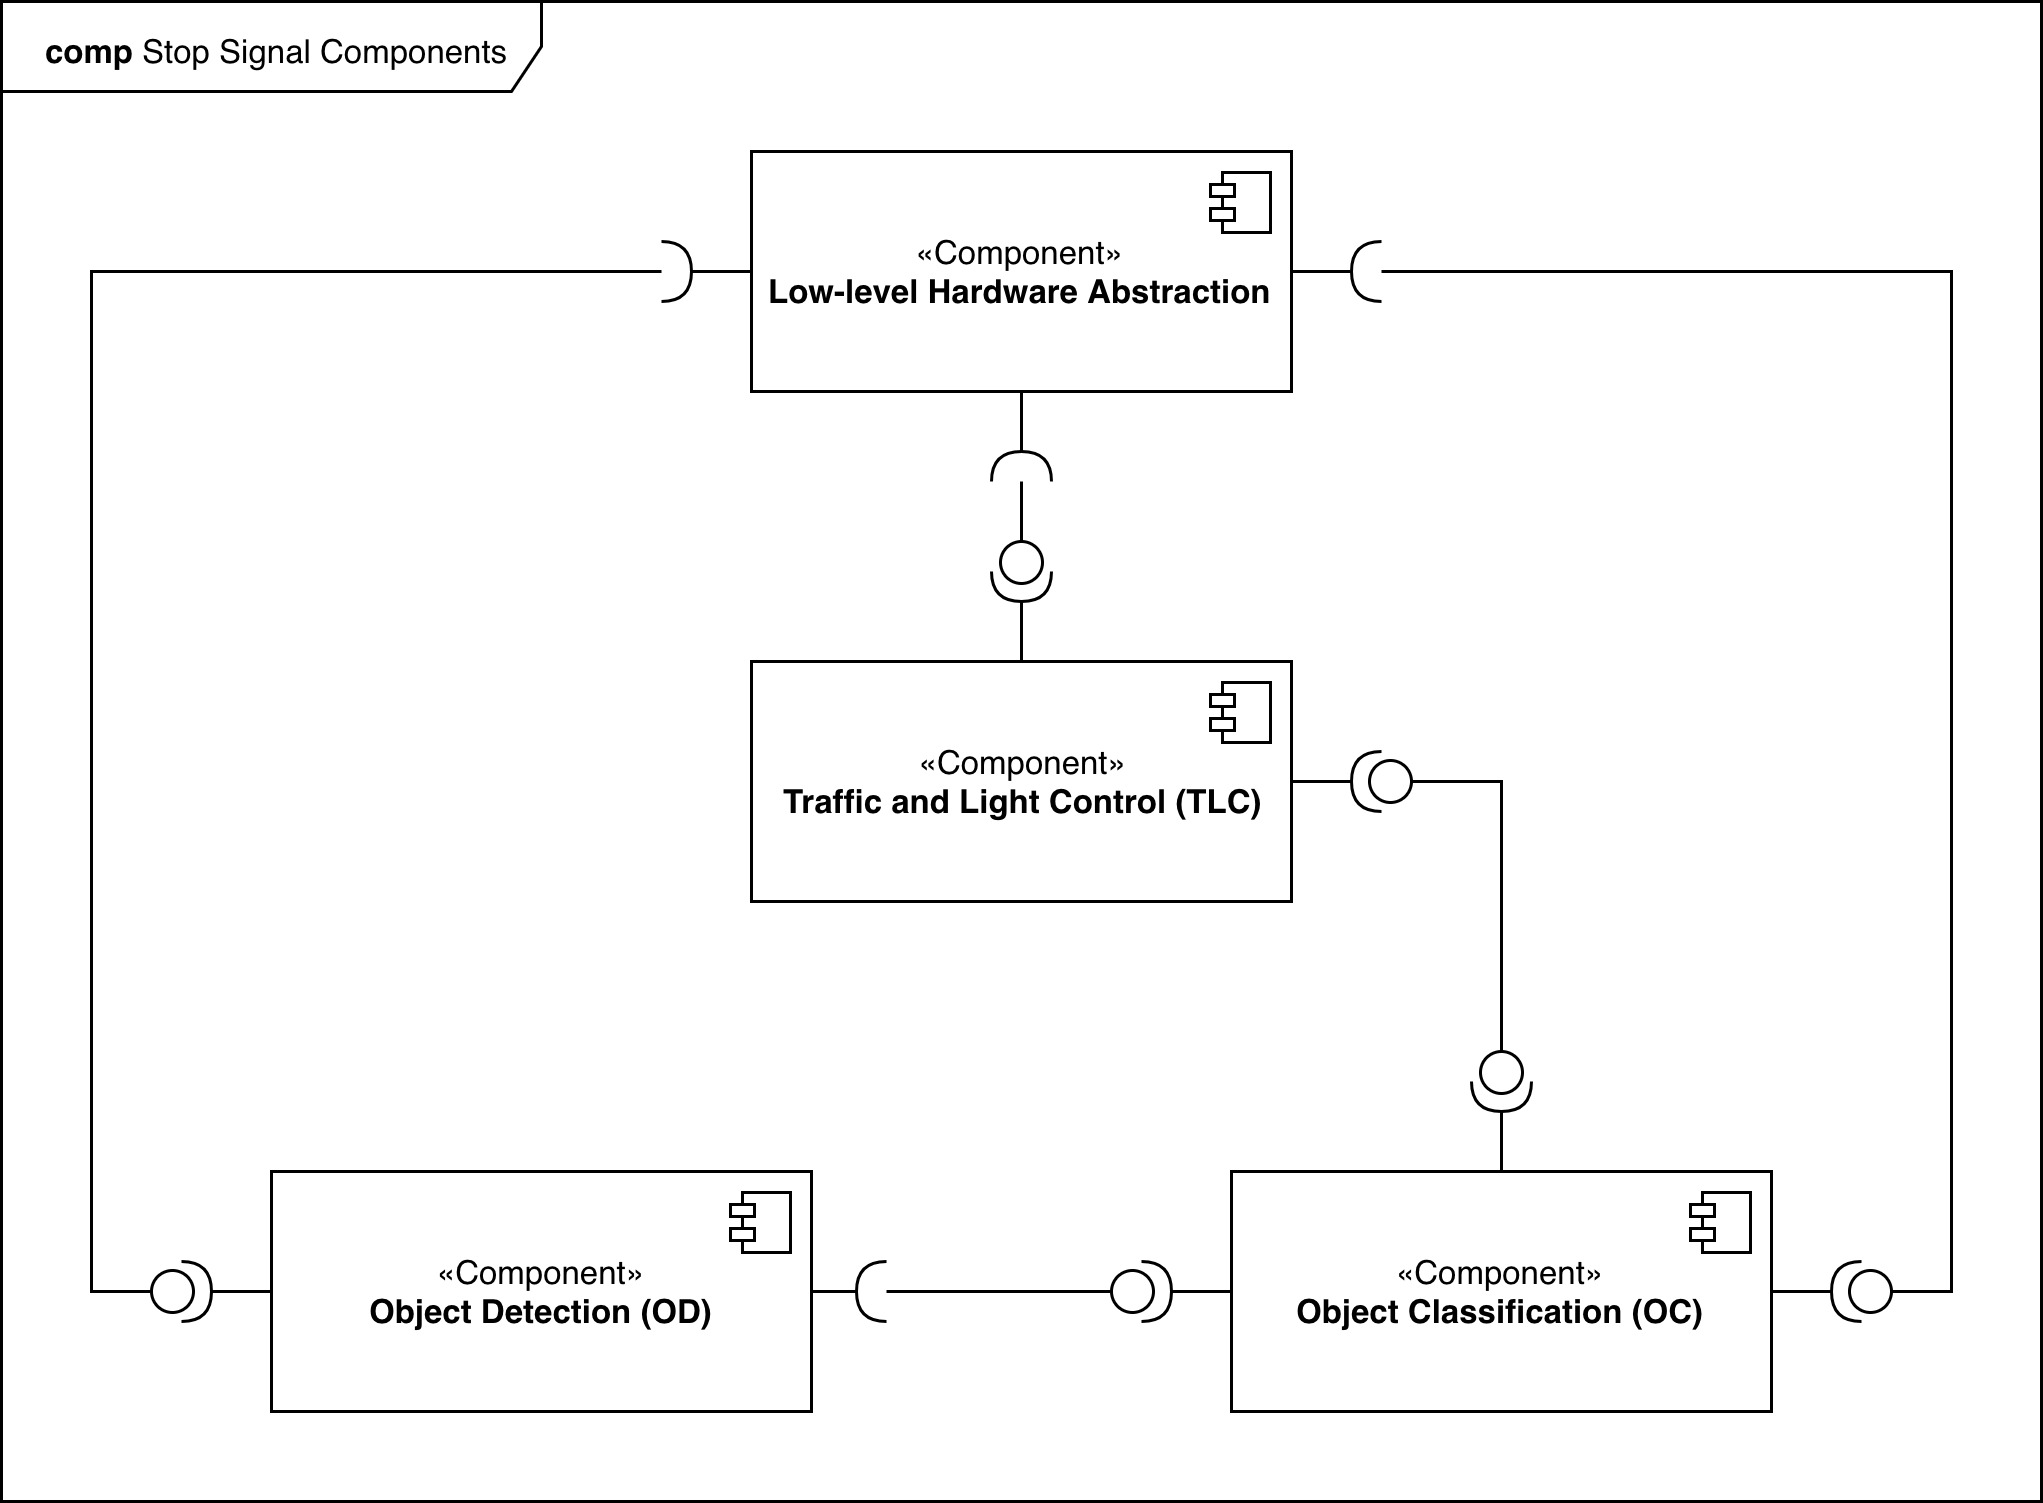 comp Stop Signal Components
«Component»
Low-level Hardware Abstraction
«Component»
Traffic and Light Control (TLC)
«Component»
Object Detection (OD)
«Component»
Object Classification (OC)